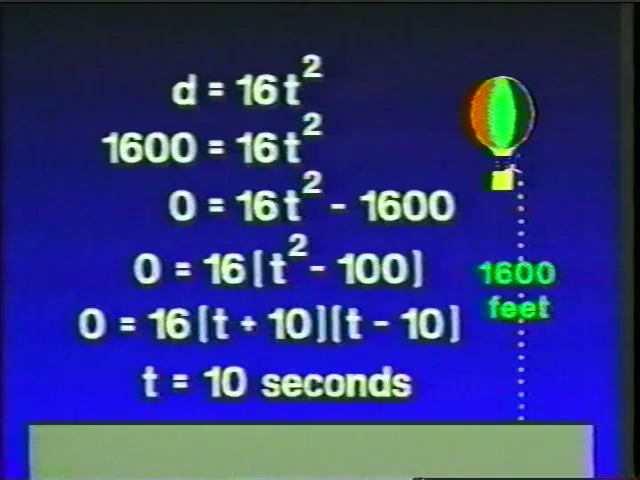 d = 16t²
1600 = 16t²
0 = 16t² - 1600
0 = 16(t² - 100)
0 = 16(t + 10)(t - 10)
t = 10 seconds
1600
feet